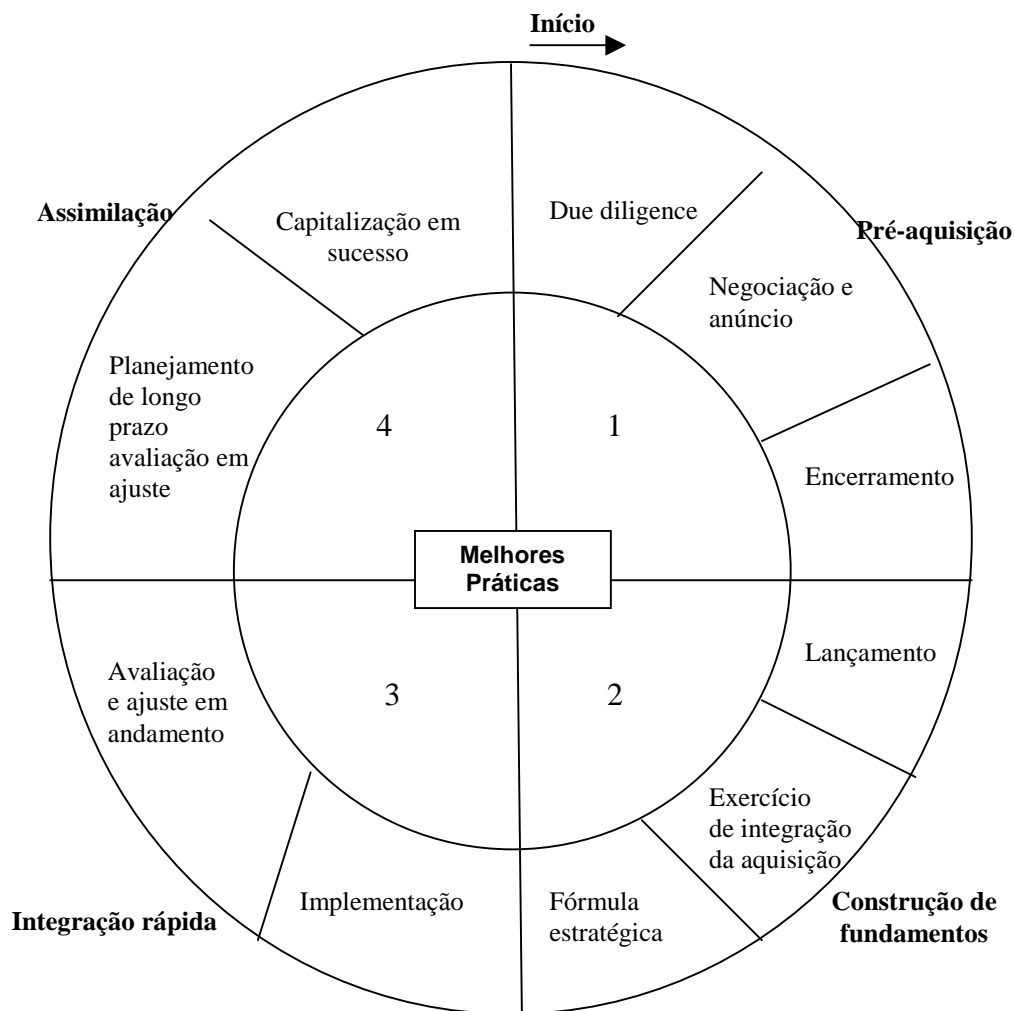 Início
Due diligence
Pré-aquisição
Negociação e
anúncio
Encerramento
1
Lançamento
Exercício
de integração
da aquisição
Fórmula
estratégica
Construção de
fundamentos
2
Implementação
Avaliação
e ajuste em
andamento
Integração rápida
3
Planejamento
de longo
prazo
avaliação em
ajuste
Capitalização em
sucesso
Assimilação
4
Melhores
Práticas